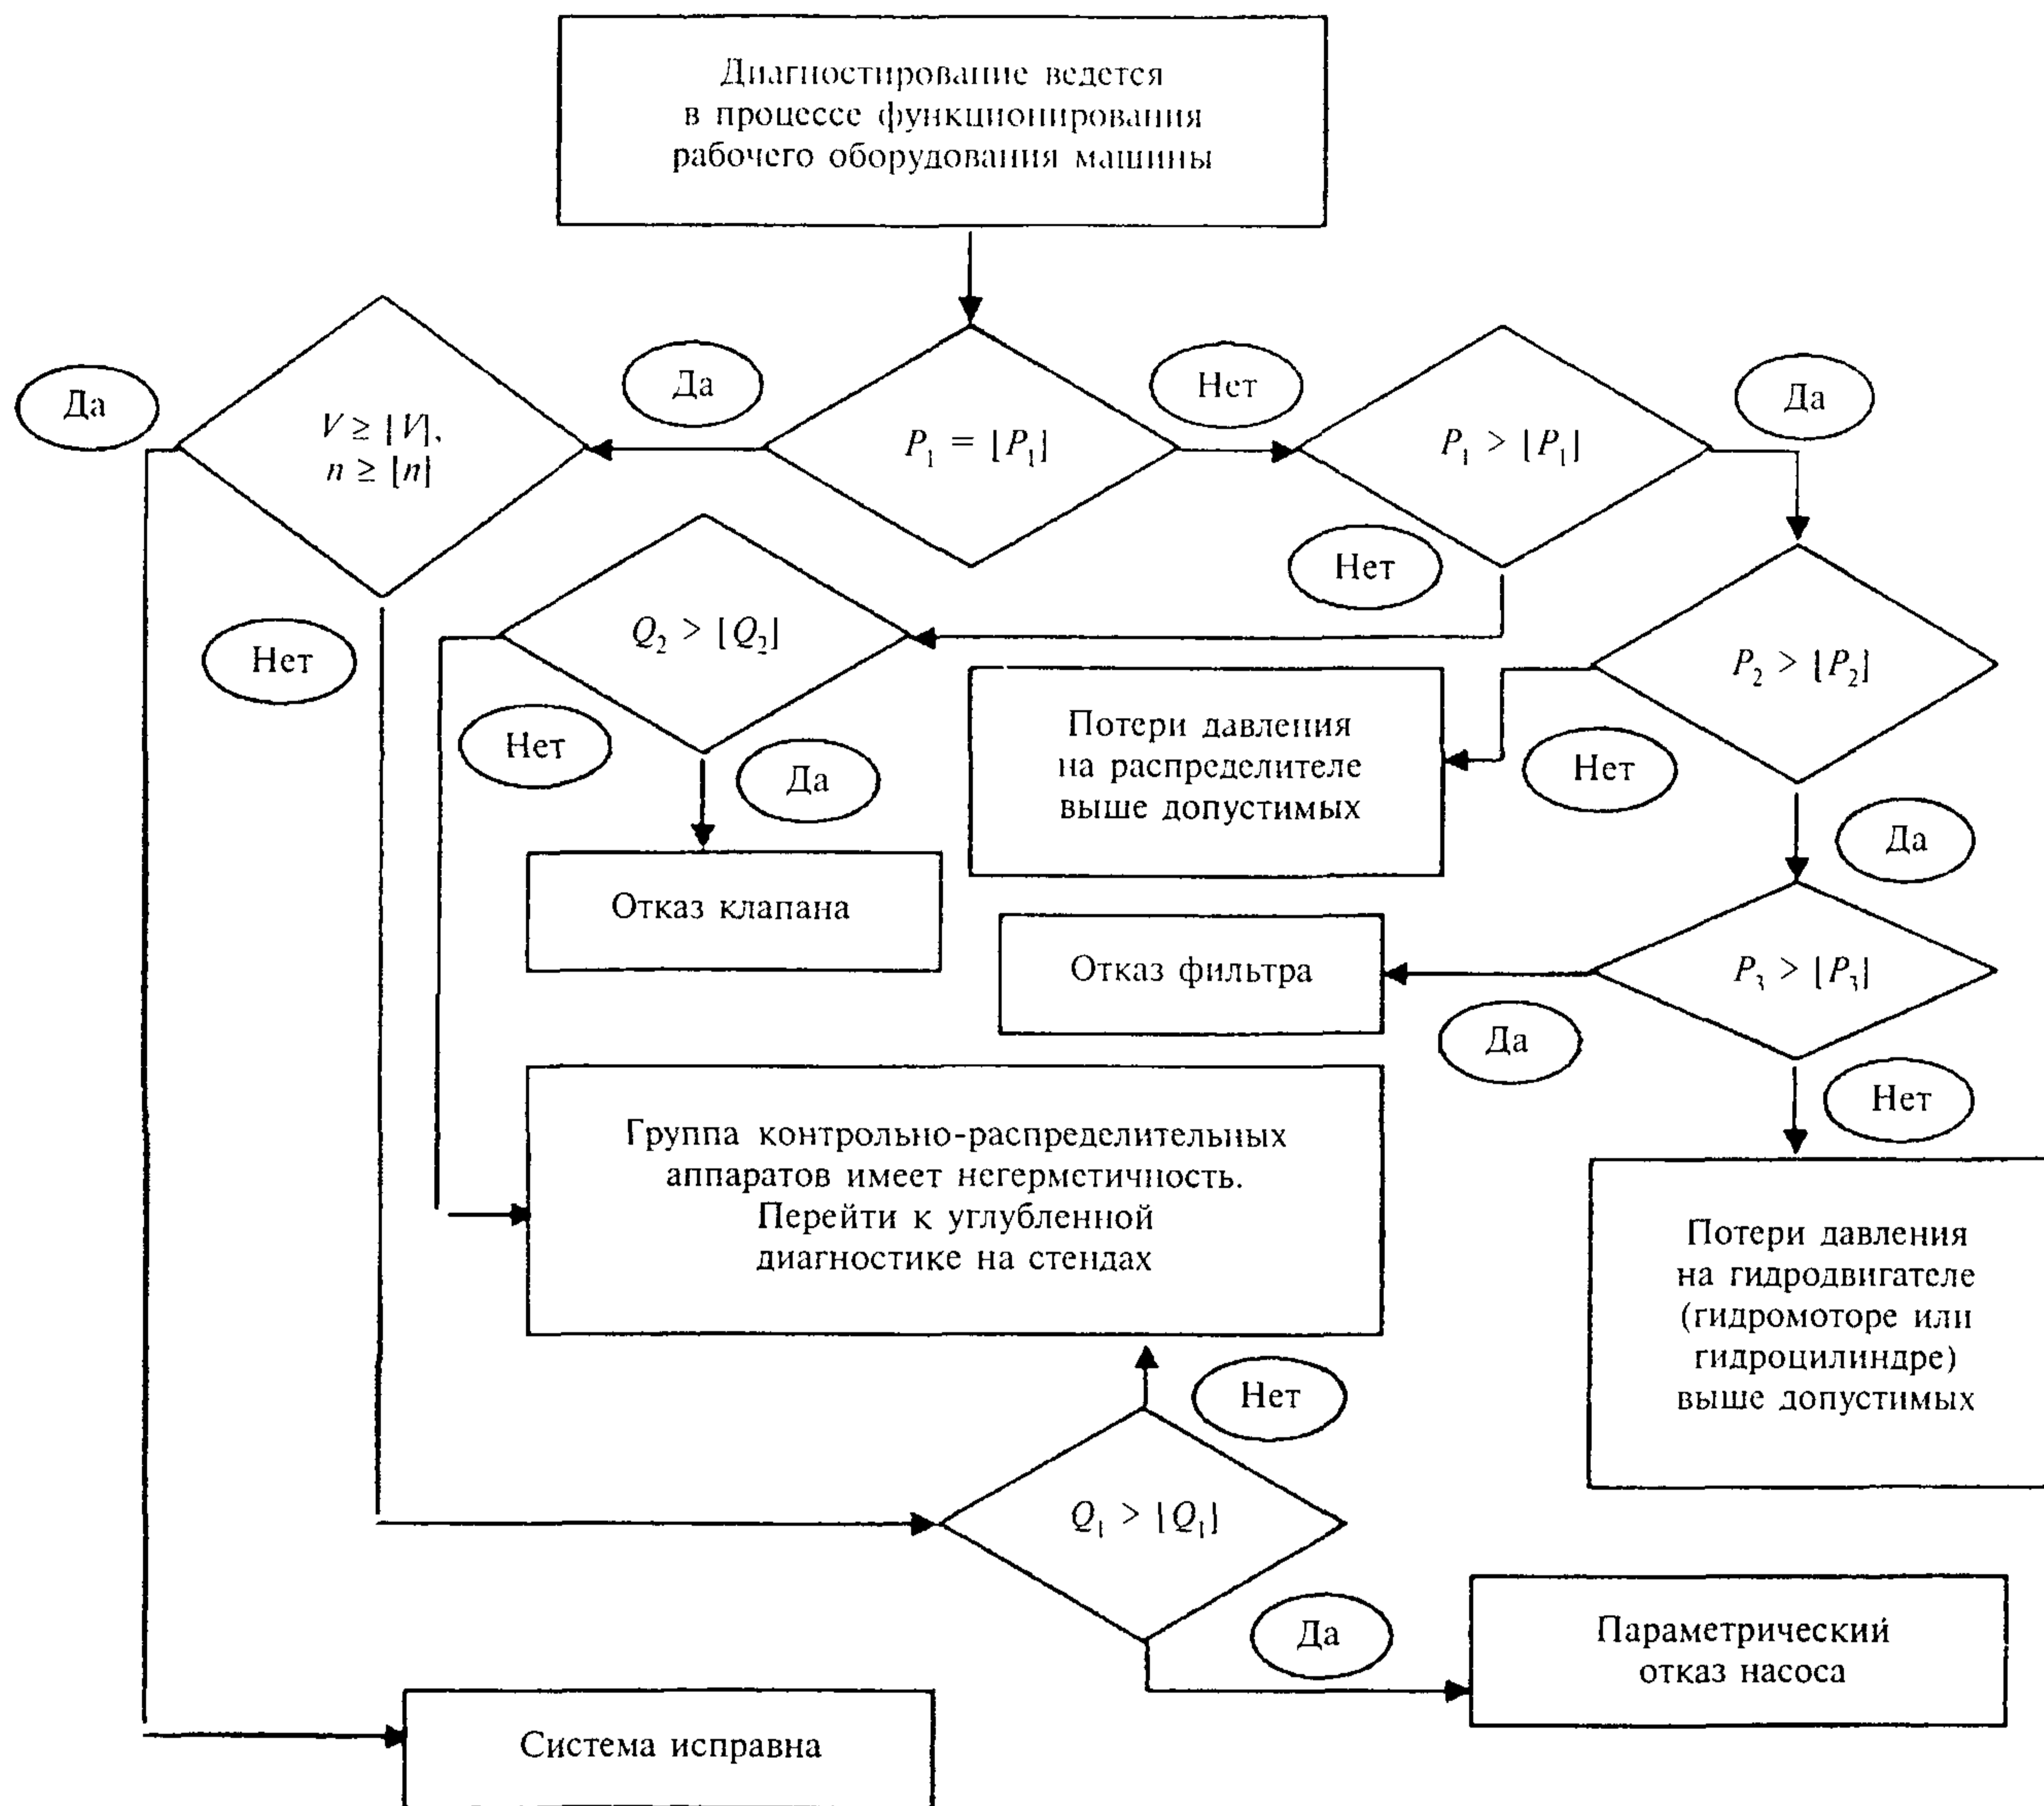 Диагностирование ведется
в процессе функционирования
рабочего оборудования машины
Да
V ≥ [V],
n ≥ [n]
Да
P₁ = [P₁]
Нет
P₁ > [P₁]
Да
Нет
Нет
Q₂ > [Q₂]
Нет
Да
P₂ > [P₂]
Потери давления
на распределителе
выше допустимых
Нет
Да
Отказ клапана
Отказ фильтра
P₃ > [P₃]
Да
Нет
Группа контрольно-распределительных
аппаратов имеет негерметичность.
Перейти к углубленной
диагностике на стендах
Потери давления
на гидродвигателе
(гидромоторе или
гидроцилиндре)
выше допустимых
Нет
Q₁ > [Q₁]
Да
Параметрический
отказ насоса
Система исправна